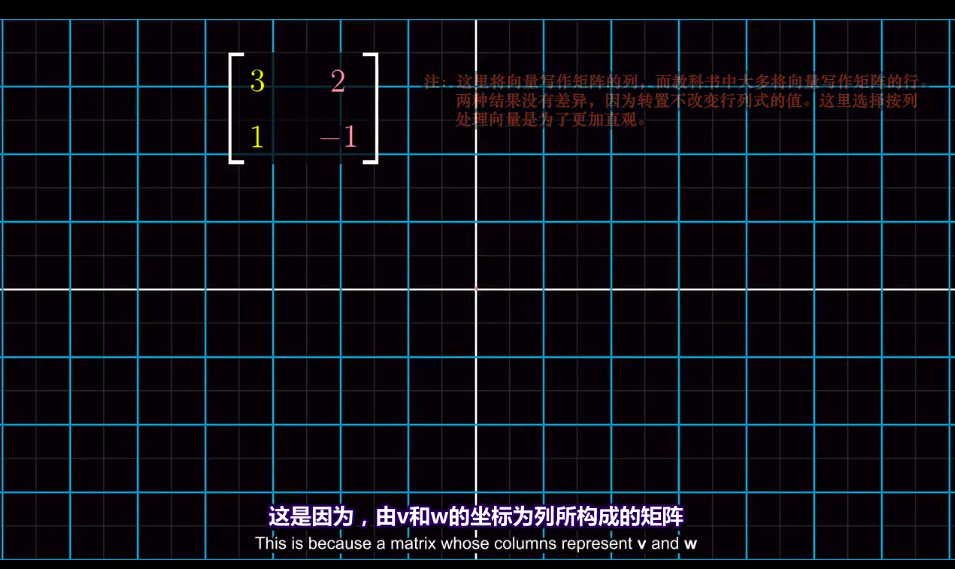 3 2
1 −1
注：这里将向量写作矩阵的列，而教科书中大多将向量写作矩阵的行。
两种结果没有差异，因为转置不改变行列式的值。这里选择按列
处理向量是为了更加直观。
这是因为，由v和w的坐标为列所构成的矩阵
This is because a matrix whose columns represent v and w